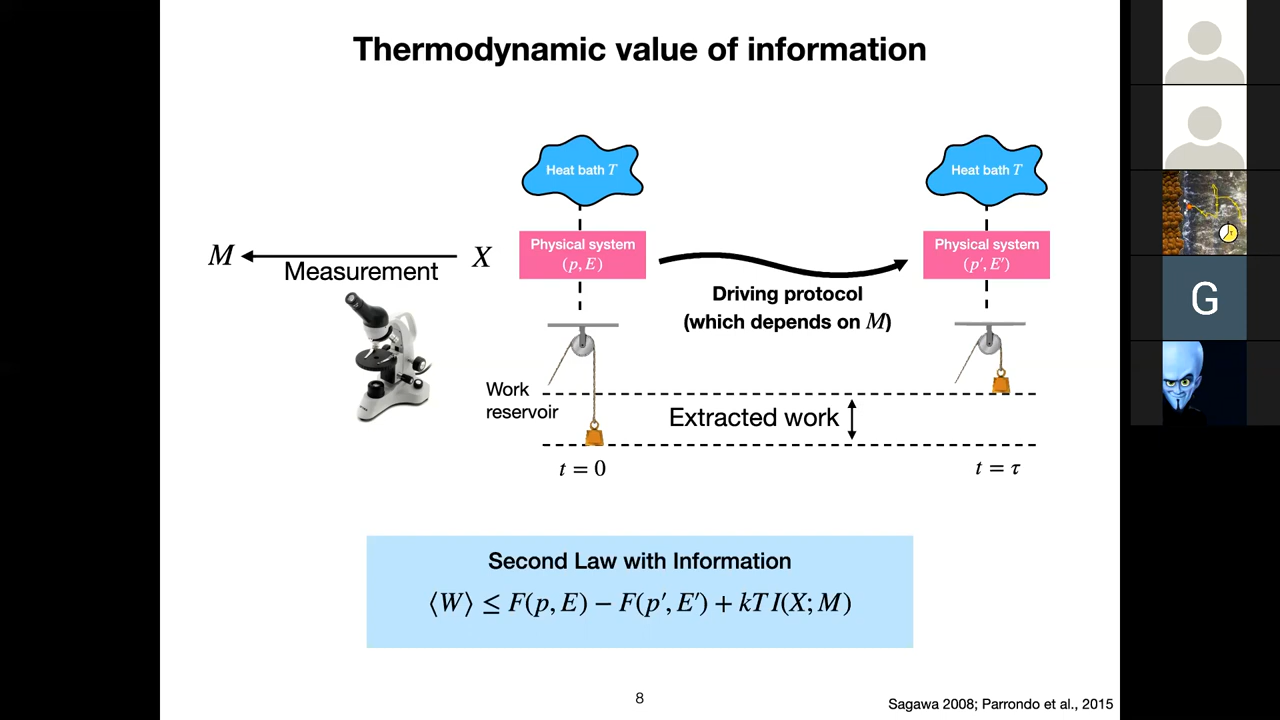 Thermodynamic value of information
Heat bath T
Heat bath T
M
Measurement
X
Physical system
(p, E)
Driving protocol
(which depends on M)
Physical system
(p′, E′)
Work
reservoir
Extracted work
t = 0
t = τ
Second Law with Information
⟨W⟩ ≤ F(p, E) − F(p′, E′) + kT I(X; M)
8
Sagawa 2008; Parrondo et al., 2015
G